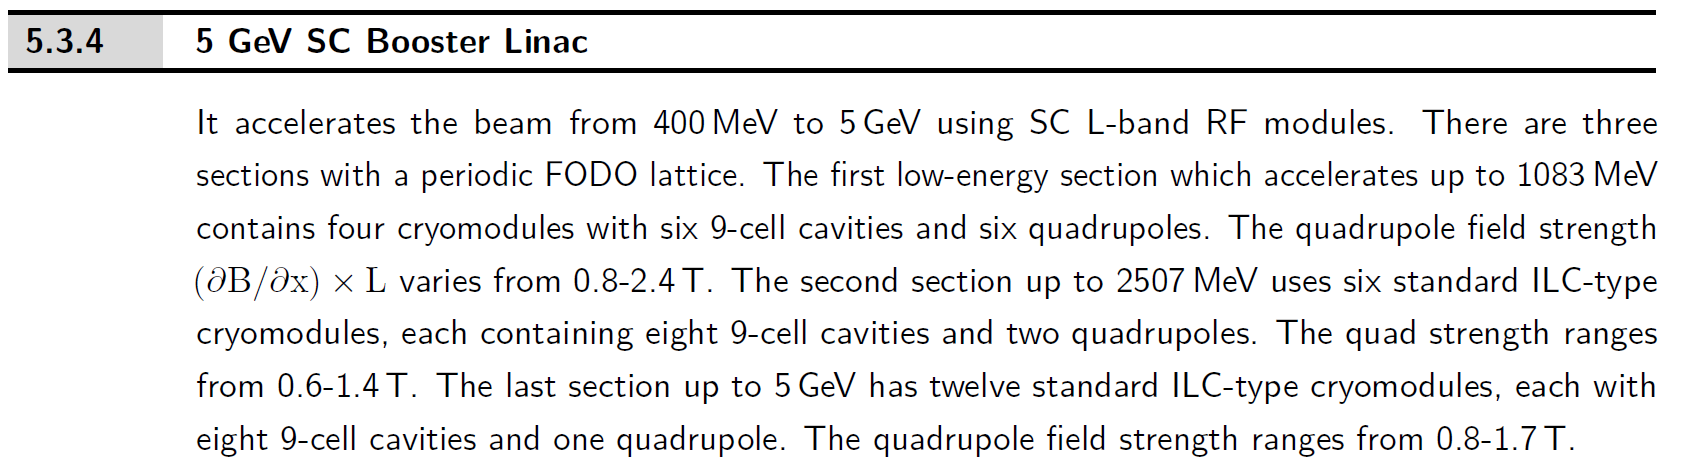 5.3.4 5 GeV SC Booster Linac
It accelerates the beam from 400 MeV to 5 GeV using SC L-band RF modules. There are three
sections with a periodic FODO lattice. The first low-energy section which accelerates up to 1083 MeV
contains four cryomodules with six 9-cell cavities and six quadrupoles. The quadrupole field strength
(∂B/∂x) × L varies from 0.8-2.4 T. The second section up to 2507 MeV uses six standard ILC-type
cryomodules, each containing eight 9-cell cavities and two quadrupoles. The quad strength ranges
from 0.6-1.4 T. The last section up to 5 GeV has twelve standard ILC-type cryomodules, each with
eight 9-cell cavities and one quadrupole. The quadrupole field strength ranges from 0.8-1.7 T.